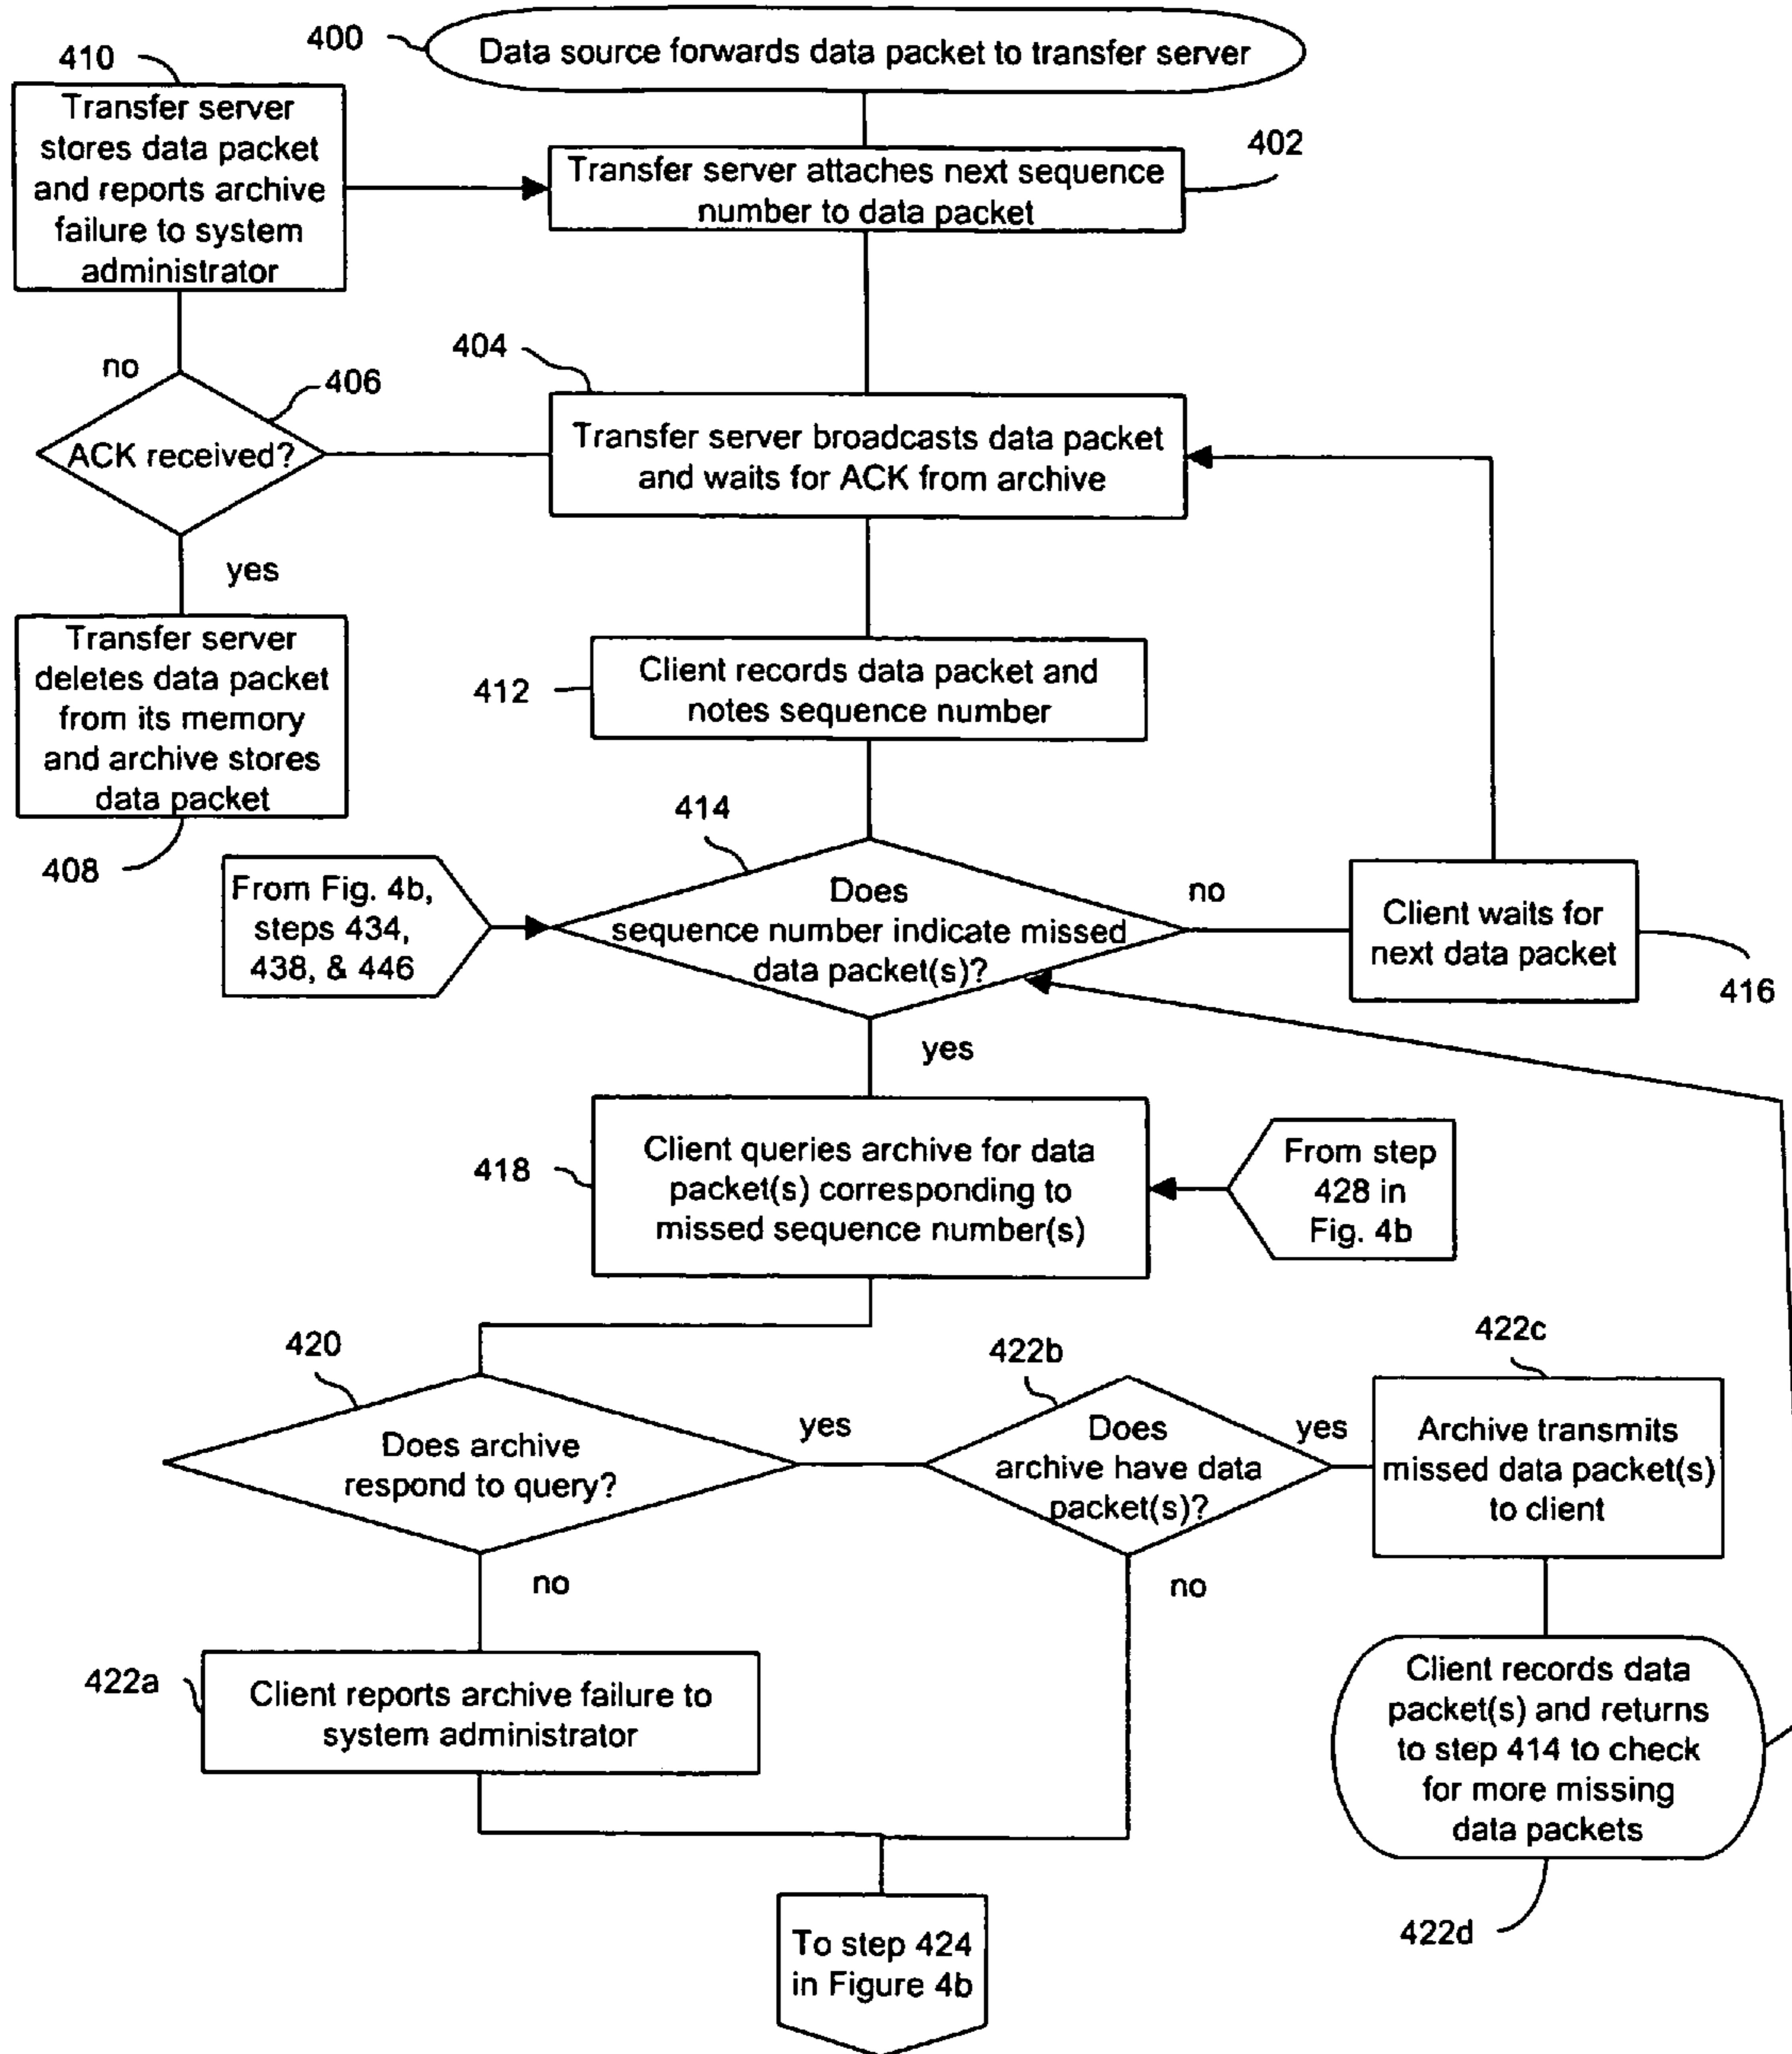 400
Data source forwards data packet to transfer server
410
Transfer server
stores data packet
and reports archive
failure to system
administrator
402
Transfer server attaches next sequence
number to data packet
no
406
ACK received?
404
Transfer server broadcasts data packet
and waits for ACK from archive
yes
Transfer server
deletes data packet
from its memory
and archive stores
data packet
408
412
Client records data packet and
notes sequence number
414
From Fig. 4b,
steps 434,
438, & 446
Does
sequence number indicate missed
data packet(s)?
no
Client waits for
next data packet
416
yes
418
Client queries archive for data
packet(s) corresponding to
missed sequence number(s)
From step
428 in
Fig. 4b
420
Does archive
respond to query?
yes
422b
Does
archive have data
packet(s)?
yes
422c
Archive transmits
missed data packet(s)
to client
no
no
422a
Client reports archive failure to
system administrator
Client records data
packet(s) and returns
to step 414 to check
for more missing
data packets
422d
To step 424
in Figure 4b